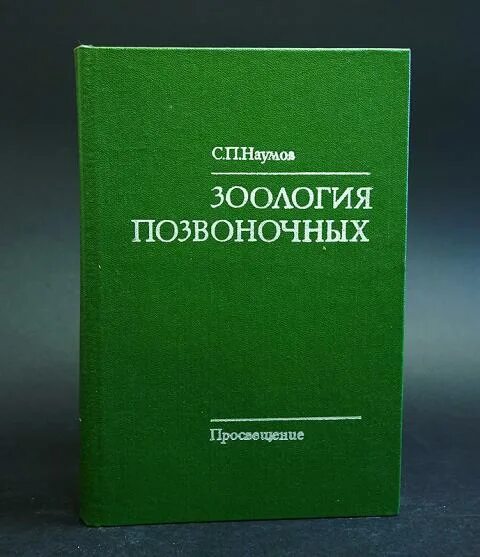 С.П.Наумов
ЗООЛОГИЯ
ПОЗВОНОЧНЫХ
Просвещение